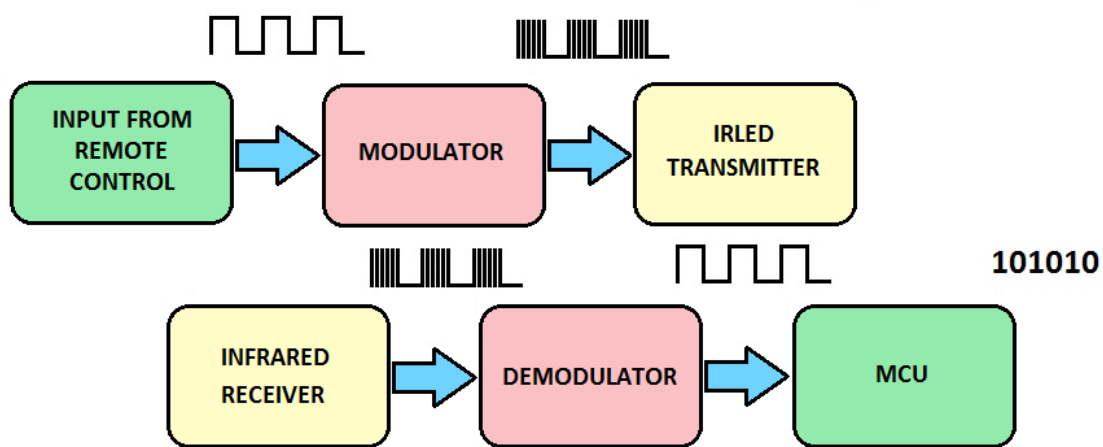 INPUT FROM
REMOTE
CONTROL
MODULATOR
IRLED
TRANSMITTER
101010
INFRARED
RECEIVER
DEMODULATOR
MCU